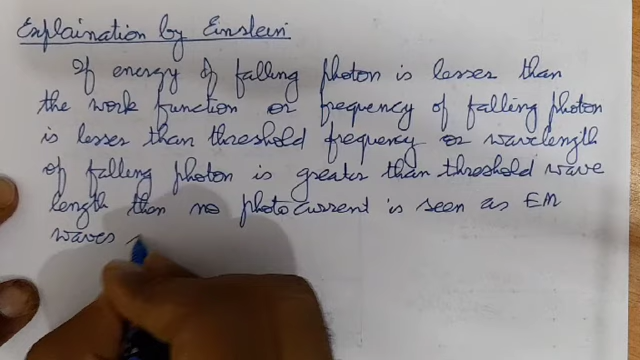 Explaination by Einstein
If energy of falling photon is lesser than
the work function or frequency of falling photon
is lesser than threshold frequency or wavelength
of falling photon is greater than threshold wave
length then no photocurrent is seen as EM
waves